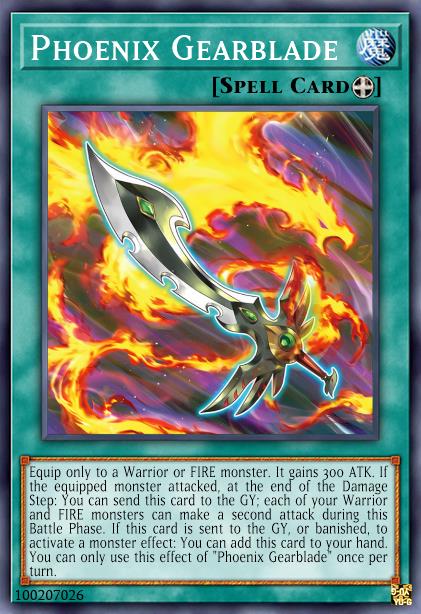 PHOENIX GEARBLADE
[SPELL CARD]
Equip only to a Warrior or FIRE monster. It gains 300 ATK. If
the equipped monster attacked, at the end of the Damage
Step: You can send this card to the GY; each of your Warrior
and FIRE monsters can make a second attack during this
Battle Phase. If this card is sent to the GY, or banished, to
activate a monster effect: You can add this card to your hand.
You can only use this effect of "Phoenix Gearblade" once per
turn.
100207026